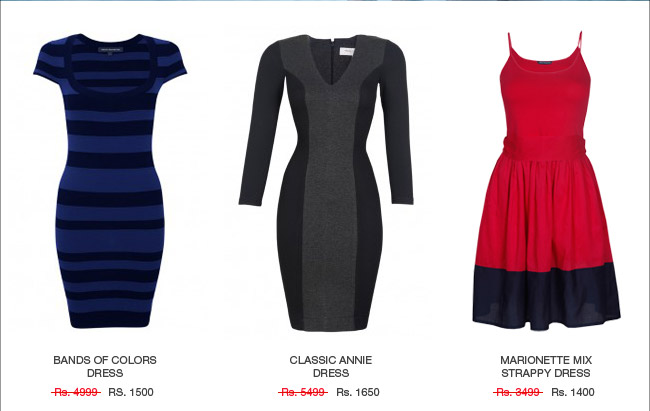 BANDS OF COLORS
DRESS
Rs. 4999 RS. 1500
CLASSIC ANNIE
DRESS
Rs. 5499 Rs. 1650
MARIONETTE MIX
STRAPPY DRESS
Rs. 3499 Rs. 1400